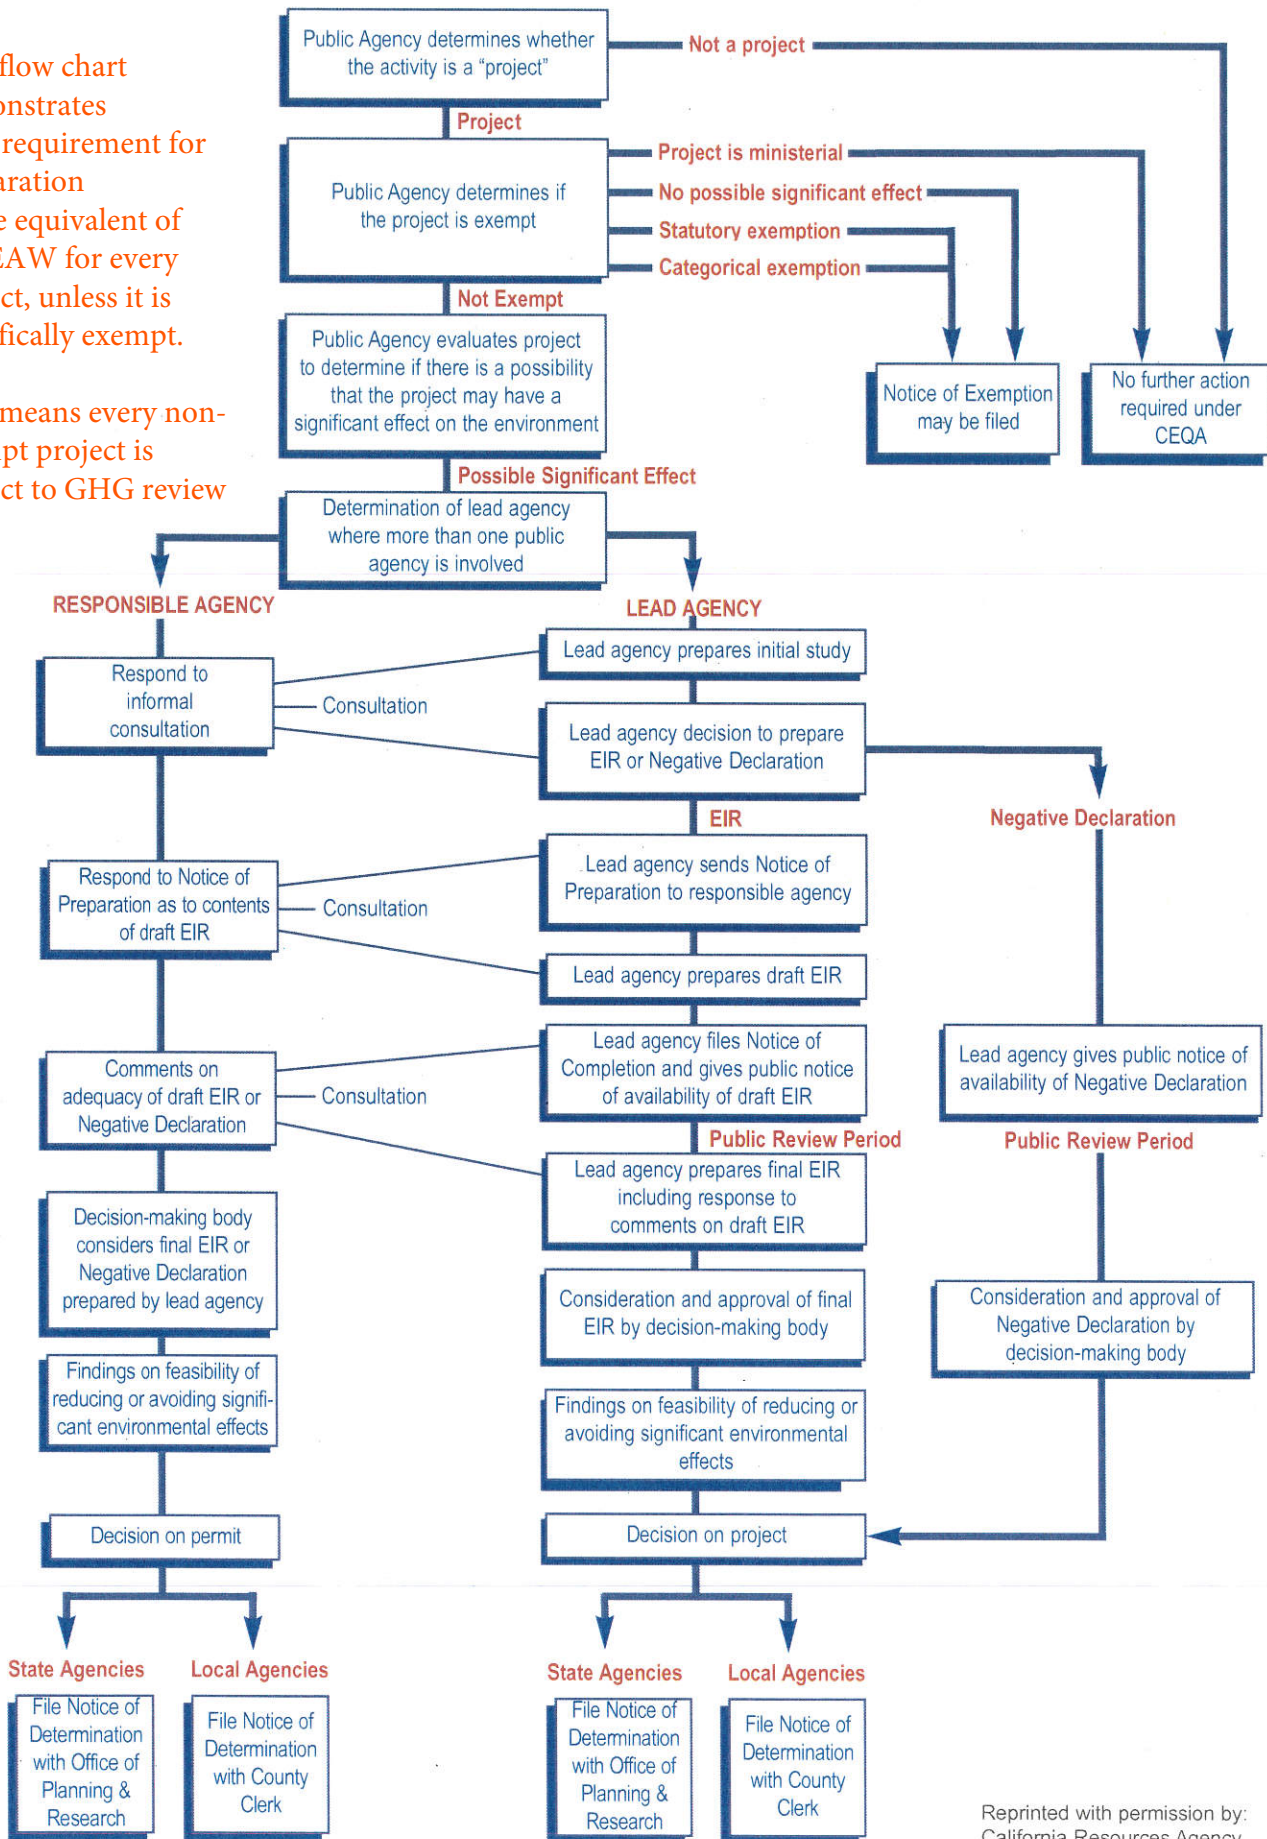 flow chart
onstrates
requirement for
aration
e equivalent of
EAW for every
ct, unless it is
fically exempt.
means every non-
pt project is
ct to GHG review
Public Agency determines whether
the activity is a “project”
Not a project
Project
Public Agency determines if
the project is exempt
Project is ministerial
No possible significant effect
Statutory exemption
Categorical exemption
Not Exempt
Public Agency evaluates project
to determine if there is a possibility
that the project may have a
significant effect on the environment
Notice of Exemption
may be filed
No further action
required under
CEQA
Possible Significant Effect
Determination of lead agency
where more than one public
agency is involved
RESPONSIBLE AGENCY
LEAD AGENCY
Respond to
informal
consultation
Consultation
Lead agency prepares initial study
Lead agency decision to prepare
EIR or Negative Declaration
EIR
Negative Declaration
Respond to Notice of
Preparation as to contents
of draft EIR
Consultation
Lead agency sends Notice of
Preparation to responsible agency
Lead agency prepares draft EIR
Comments on
adequacy of draft EIR or
Negative Declaration
Consultation
Lead agency files Notice of
Completion and gives public notice
of availability of draft EIR
Lead agency gives public notice of
availability of Negative Declaration
Public Review Period
Public Review Period
Lead agency prepares final EIR
including response to
comments on draft EIR
Decision-making body
considers final EIR or
Negative Declaration
prepared by lead agency
Consideration and approval of final
EIR by decision-making body
Consideration and approval of
Negative Declaration by
decision-making body
Findings on feasibility of
reducing or avoiding signifi-
cant environmental effects
Findings on feasibility of reducing or
avoiding significant environmental
effects
Decision on permit
Decision on project
State Agencies
Local Agencies
State Agencies
Local Agencies
File Notice of
Determination
with Office of
Planning &
Research
File Notice of
Determination
with County
Clerk
File Notice of
Determination
with Office of
Planning &
Research
File Notice of
Determination
with County
Clerk
Reprinted with permission by:
California Resources Agency